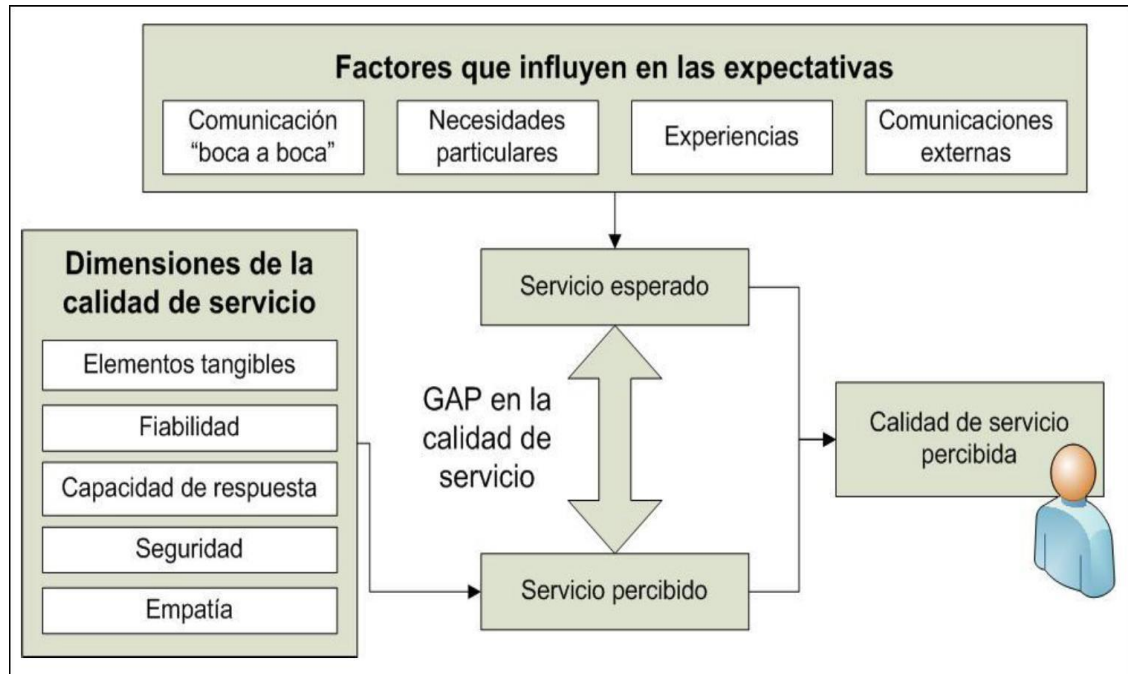 Factores que influyen en las expectativas
Comunicación
“boca a boca”
Necesidades
particulares
Experiencias
Comunicaciones
externas
Dimensiones de la
calidad de servicio
Elementos tangibles
Fiabilidad
Capacidad de respuesta
Seguridad
Empatía
Servicio esperado
GAP en la
calidad de
servicio
Servicio percibido
Calidad de servicio
percibida